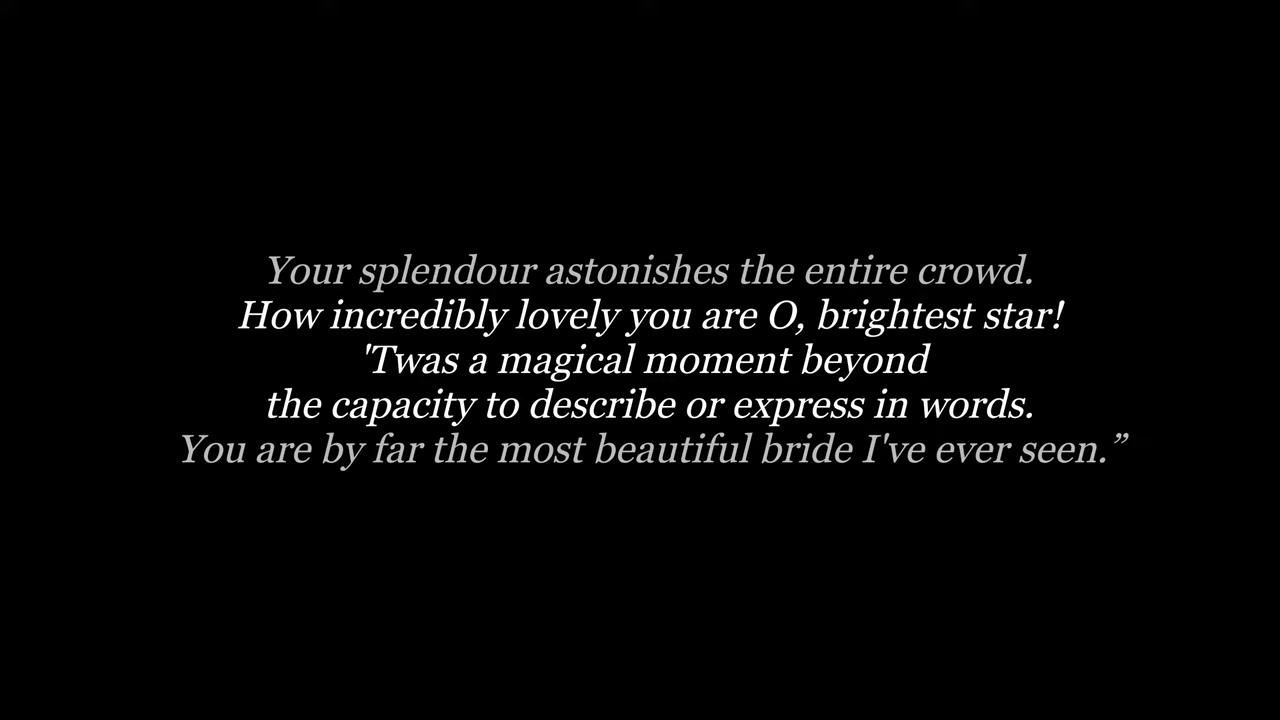 Your splendour astonishes the entire crowd.
How incredibly lovely you are O, brightest star!
'Twas a magical moment beyond
the capacity to describe or express in words.
You are by far the most beautiful bride I've ever seen.”